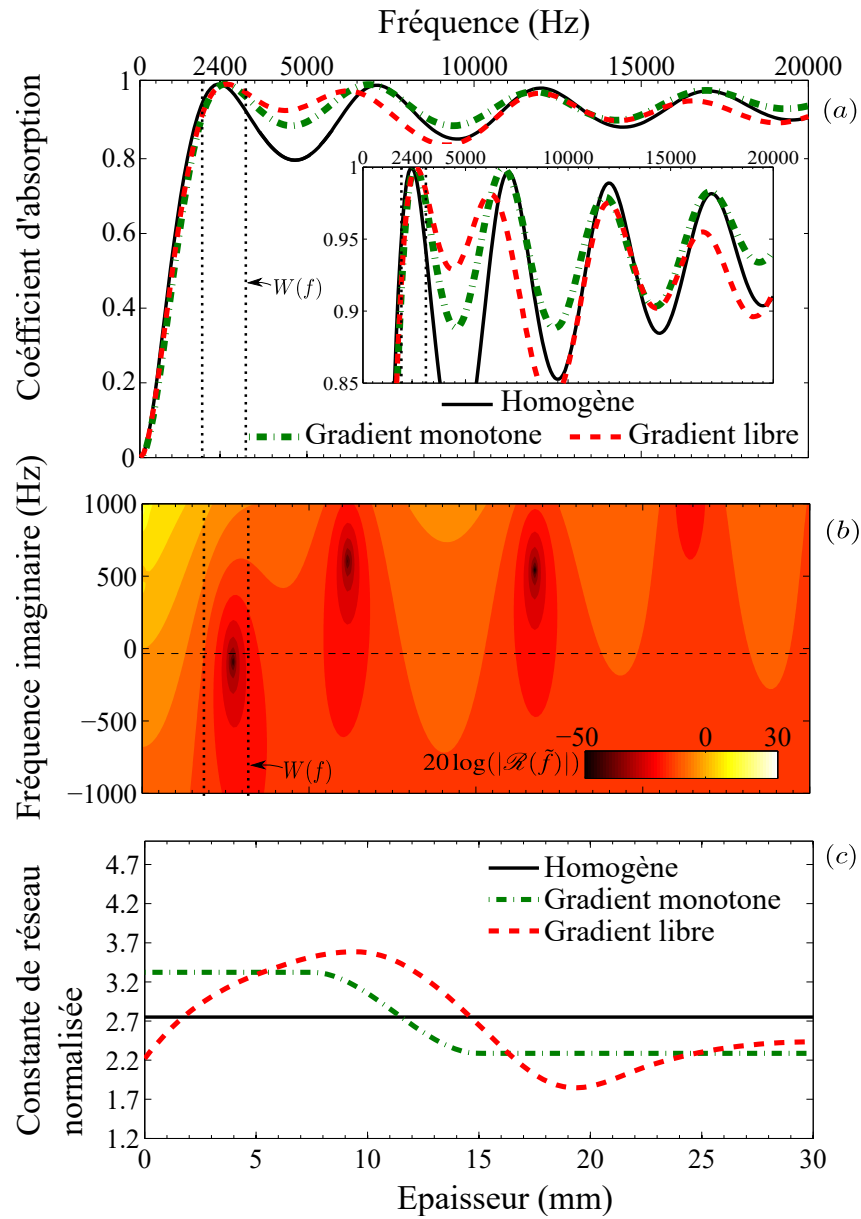 Fréquence (Hz)
0 2400 5000 10000 15000 20000
Coéfficient d'absorption
1
0.8
0.6
0.4
0.2
0
(a)
0 2400 5000 10000 15000 20000
1
0.95
0.9
0.85
W(f)
Homogène
Gradient monotone
Gradient libre
Fréquence imaginaire (Hz)
1000
500
0
−500
−1000
(b)
−50 0 30
20 log(|ℛ(f̃)|)
W(f)
Constante de réseau
normalisée
4.7
4.2
3.7
3.2
2.7
2.2
1.7
1.2
(c)
Homogène
Gradient monotone
Gradient libre
0 5 10 15 20 25 30
Epaisseur (mm)